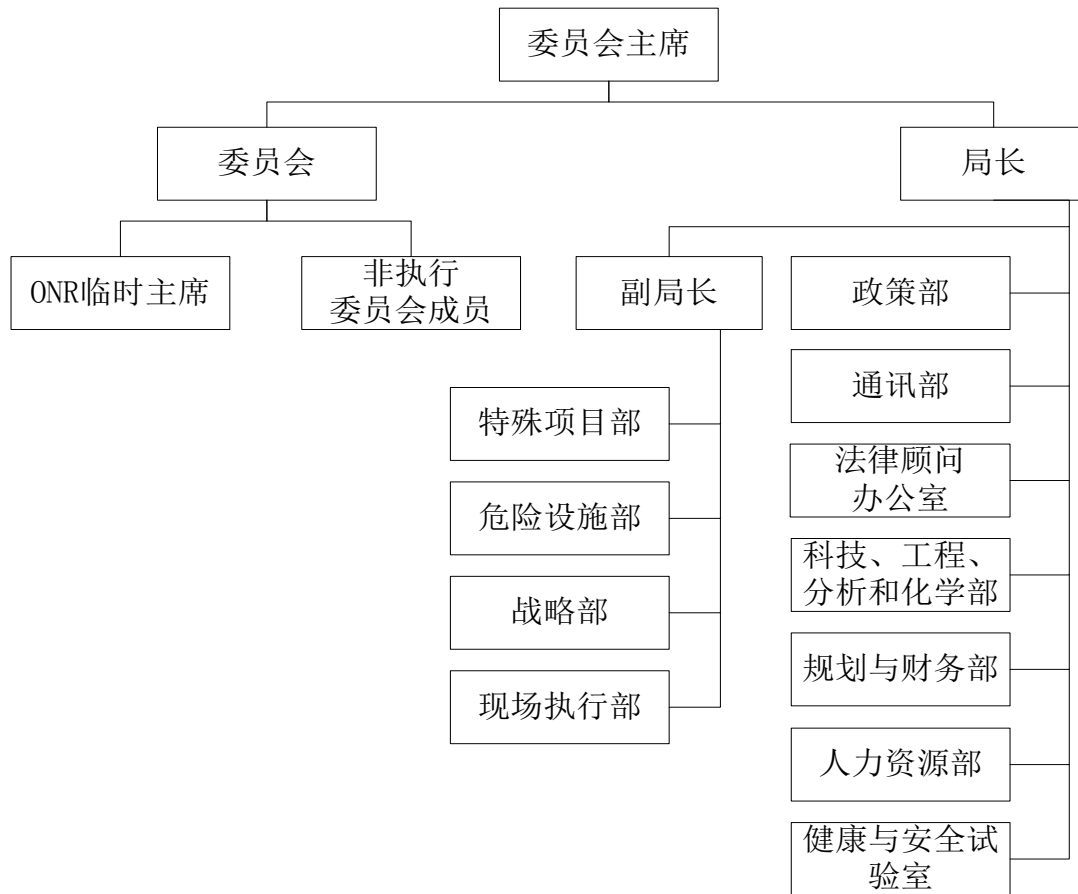 委员会主席
委员会
局长
ONR临时主席
非执行
委员会成员
副局长
政策部
通讯部
特殊项目部
法律顾问
办公室
危险设施部
科技、工程、
分析和化学部
战略部
规划与财务部
现场执行部
人力资源部
健康与安全试
验室